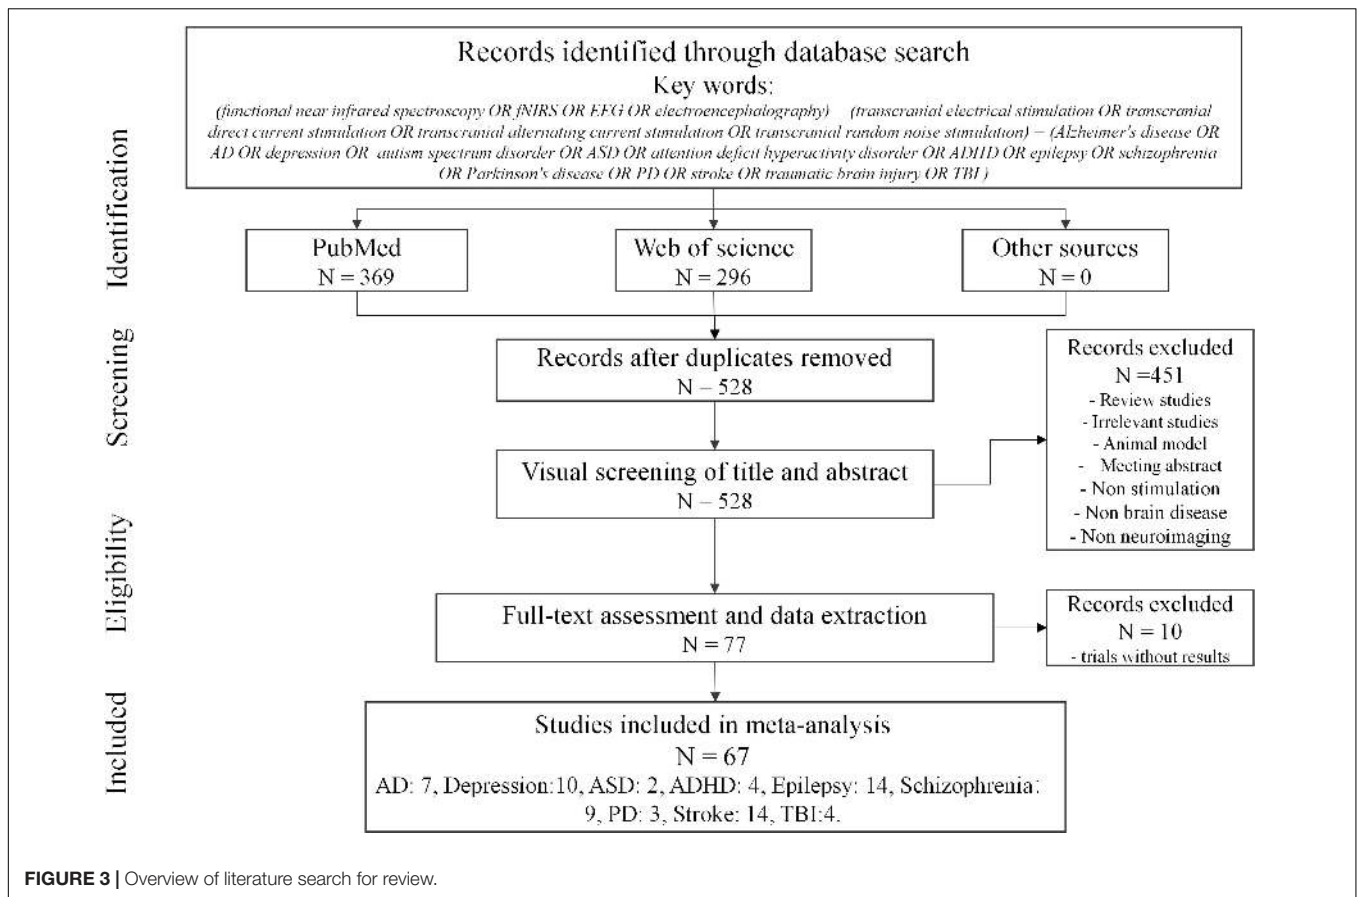 Records identified through database search
Key words:
(functional near infrared spectroscopy OR fNIRS OR EEG OR electroencephalography) (transcranial electrical stimulation OR transcranial
direct current stimulation OR transcranial alternating current stimulation OR transcranial random noise stimulation) – (Alzheimer's disease OR
AD OR depression OR autism spectrum disorder OR ASD OR attention deficit hyperactivity disorder OR ADHD OR epilepsy OR schizophrenia
OR Parkinson's disease OR PD OR stroke OR traumatic brain injury OR TBI )
Identification
PubMed
N = 369
Web of science
N = 296
Other sources
N = 0
Screening
Records after duplicates removed
N – 528
Visual screening of title and abstract
N – 528
Records excluded
N =451
- Review studies
- Irrelevant studies
- Animal model
- Meeting abstract
- Non stimulation
- Non brain disease
- Non neuroimaging
Eligibility
Full-text assessment and data extraction
N = 77
Records excluded
N = 10
- trials without results
Included
Studies included in meta-analysis
N = 67
AD: 7, Depression:10, ASD: 2, ADHD: 4, Epilepsy: 14, Schizophrenia:
9, PD: 3, Stroke: 14, TBI:4.
FIGURE 3 | Overview of literature search for review.